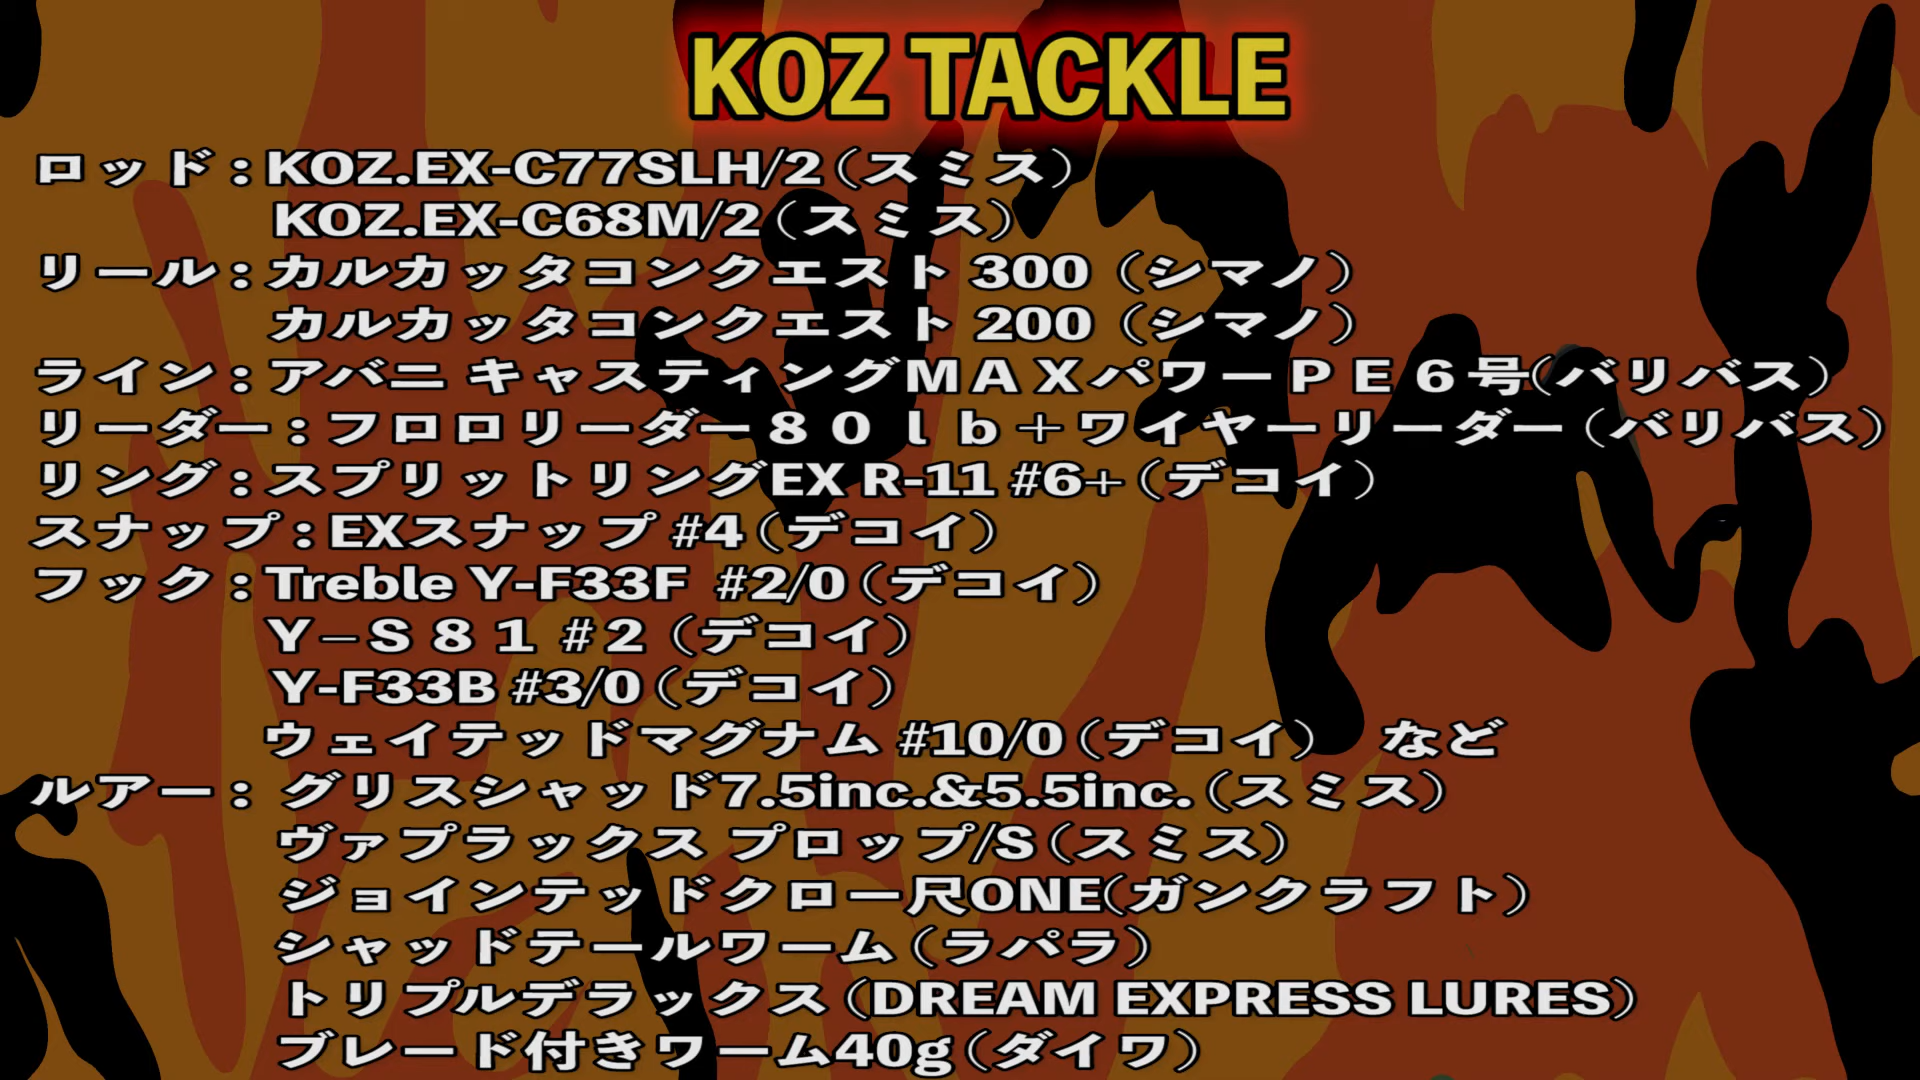 KOZ TACKLE
ロッド：KOZ.EX-C77SLH/2（スミス）
KOZ.EX-C68M/2（スミス）
リール：カルカッタコンクエスト 300（シマノ）
カルカッタコンクエスト 200（シマノ）
ライン：アバニ キャスティングＭＡＸパワーＰＥ６号(バリバス）
リーダー：フロロリーダー８０ｌｂ＋ワイヤーリーダー（バリバス）
リング：スプリットリングEX R-11 #6+（デコイ）
スナップ：EXスナップ #4（デコイ）
フック：Treble Y-F33F #2/0（デコイ）
Ｙ－Ｓ８１＃２（デコイ）
Y-F33B #3/0（デコイ）
ウェイテッドマグナム #10/0（デコイ） など
ルアー：グリスシャッド7.5inc.&5.5inc.（スミス）
ヴァプラックス プロップ/S（スミス）
ジョインテッドクロー尺ONE(ガンクラフト）
シャッドテールワーム（ラパラ）
トリプルデラックス（DREAM EXPRESS LURES）
ブレード付きワーム40g（ダイワ）